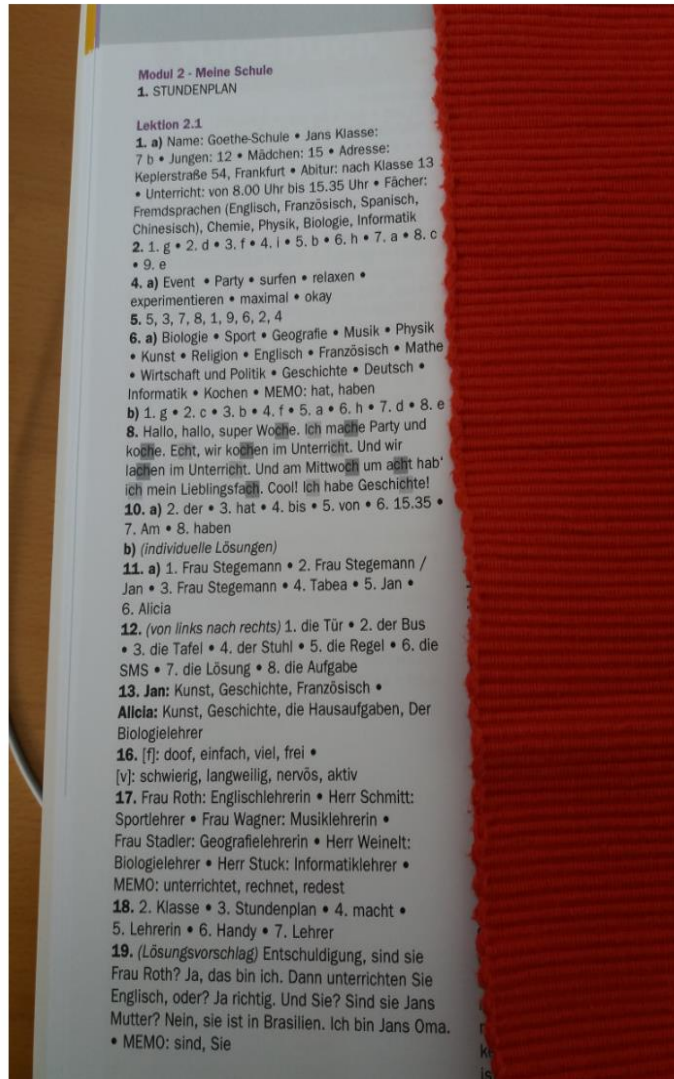 Modul 2 - Meine Schule
1. STUNDENPLAN
Lektion 2.1
1. a) Name: Goethe-Schule • Jans Klasse:
7 b • Jungen: 12 • Mädchen: 15 • Adresse:
Keplerstraße 54, Frankfurt • Abitur: nach Klasse 13
• Unterricht: von 8.00 Uhr bis 15.35 Uhr • Fächer:
Fremdsprachen (Englisch, Französisch, Spanisch,
Chinesisch), Chemie, Physik, Biologie, Informatik
2. 1. g • 2. d • 3. f • 4. i • 5. b • 6. h • 7. a • 8. c
• 9. e
4. a) Event • Party • surfen • relaxen •
experimentieren • maximal • okay
5. 5, 3, 7, 8, 1, 9, 6, 2, 4
6. a) Biologie • Sport • Geografie • Musik • Physik
• Kunst • Religion • Englisch • Französisch • Mathe
• Wirtschaft und Politik • Geschichte • Deutsch •
Informatik • Kochen • MEMO: hat, haben
b) 1. g • 2. c • 3. b • 4. f • 5. a • 6. h • 7. d • 8. e
8. Hallo, hallo, super Woche. Ich mache Party und
koche. Echt, wir kochen im Unterricht. Und wir
lachen im Unterricht. Und am Mittwoch um acht hab'
ich mein Lieblingsfach. Cool! Ich habe Geschichte!
10. a) 2. der • 3. hat • 4. bis • 5. von • 6. 15.35 •
7. Am • 8. haben
b) (individuelle Lösungen)
11. a) 1. Frau Stegemann • 2. Frau Stegemann /
Jan • 3. Frau Stegemann • 4. Tabea • 5. Jan •
6. Alicia
12. (von links nach rechts) 1. die Tür • 2. der Bus
• 3. die Tafel • 4. der Stuhl • 5. die Regel • 6. die
SMS • 7. die Lösung • 8. die Aufgabe
13. Jan: Kunst, Geschichte, Französisch •
Alicia: Kunst, Geschichte, die Hausaufgaben, Der
Biologielehrer
16. [f]: doof, einfach, viel, frei •
[v]: schwierig, langweilig, nervös, aktiv
17. Frau Roth: Englischlehrerin • Herr Schmitt:
Sportlehrer • Frau Wagner: Musiklehrerin •
Frau Stadler: Geografielehrerin • Herr Weinelt:
Biologielehrer • Herr Stuck: Informatiklehrer •
MEMO: unterrichtet, rechnet, redest
18. 2. Klasse • 3. Stundenplan • 4. macht •
5. Lehrerin • 6. Handy • 7. Lehrer
19. (Lösungsvorschlag) Entschuldigung, sind sie
Frau Roth? Ja, das bin ich. Dann unterrichten Sie
Englisch, oder? Ja richtig. Und Sie? Sind sie Jans
Mutter? Nein, sie ist in Brasilien. Ich bin Jans Oma.
• MEMO: sind, Sie